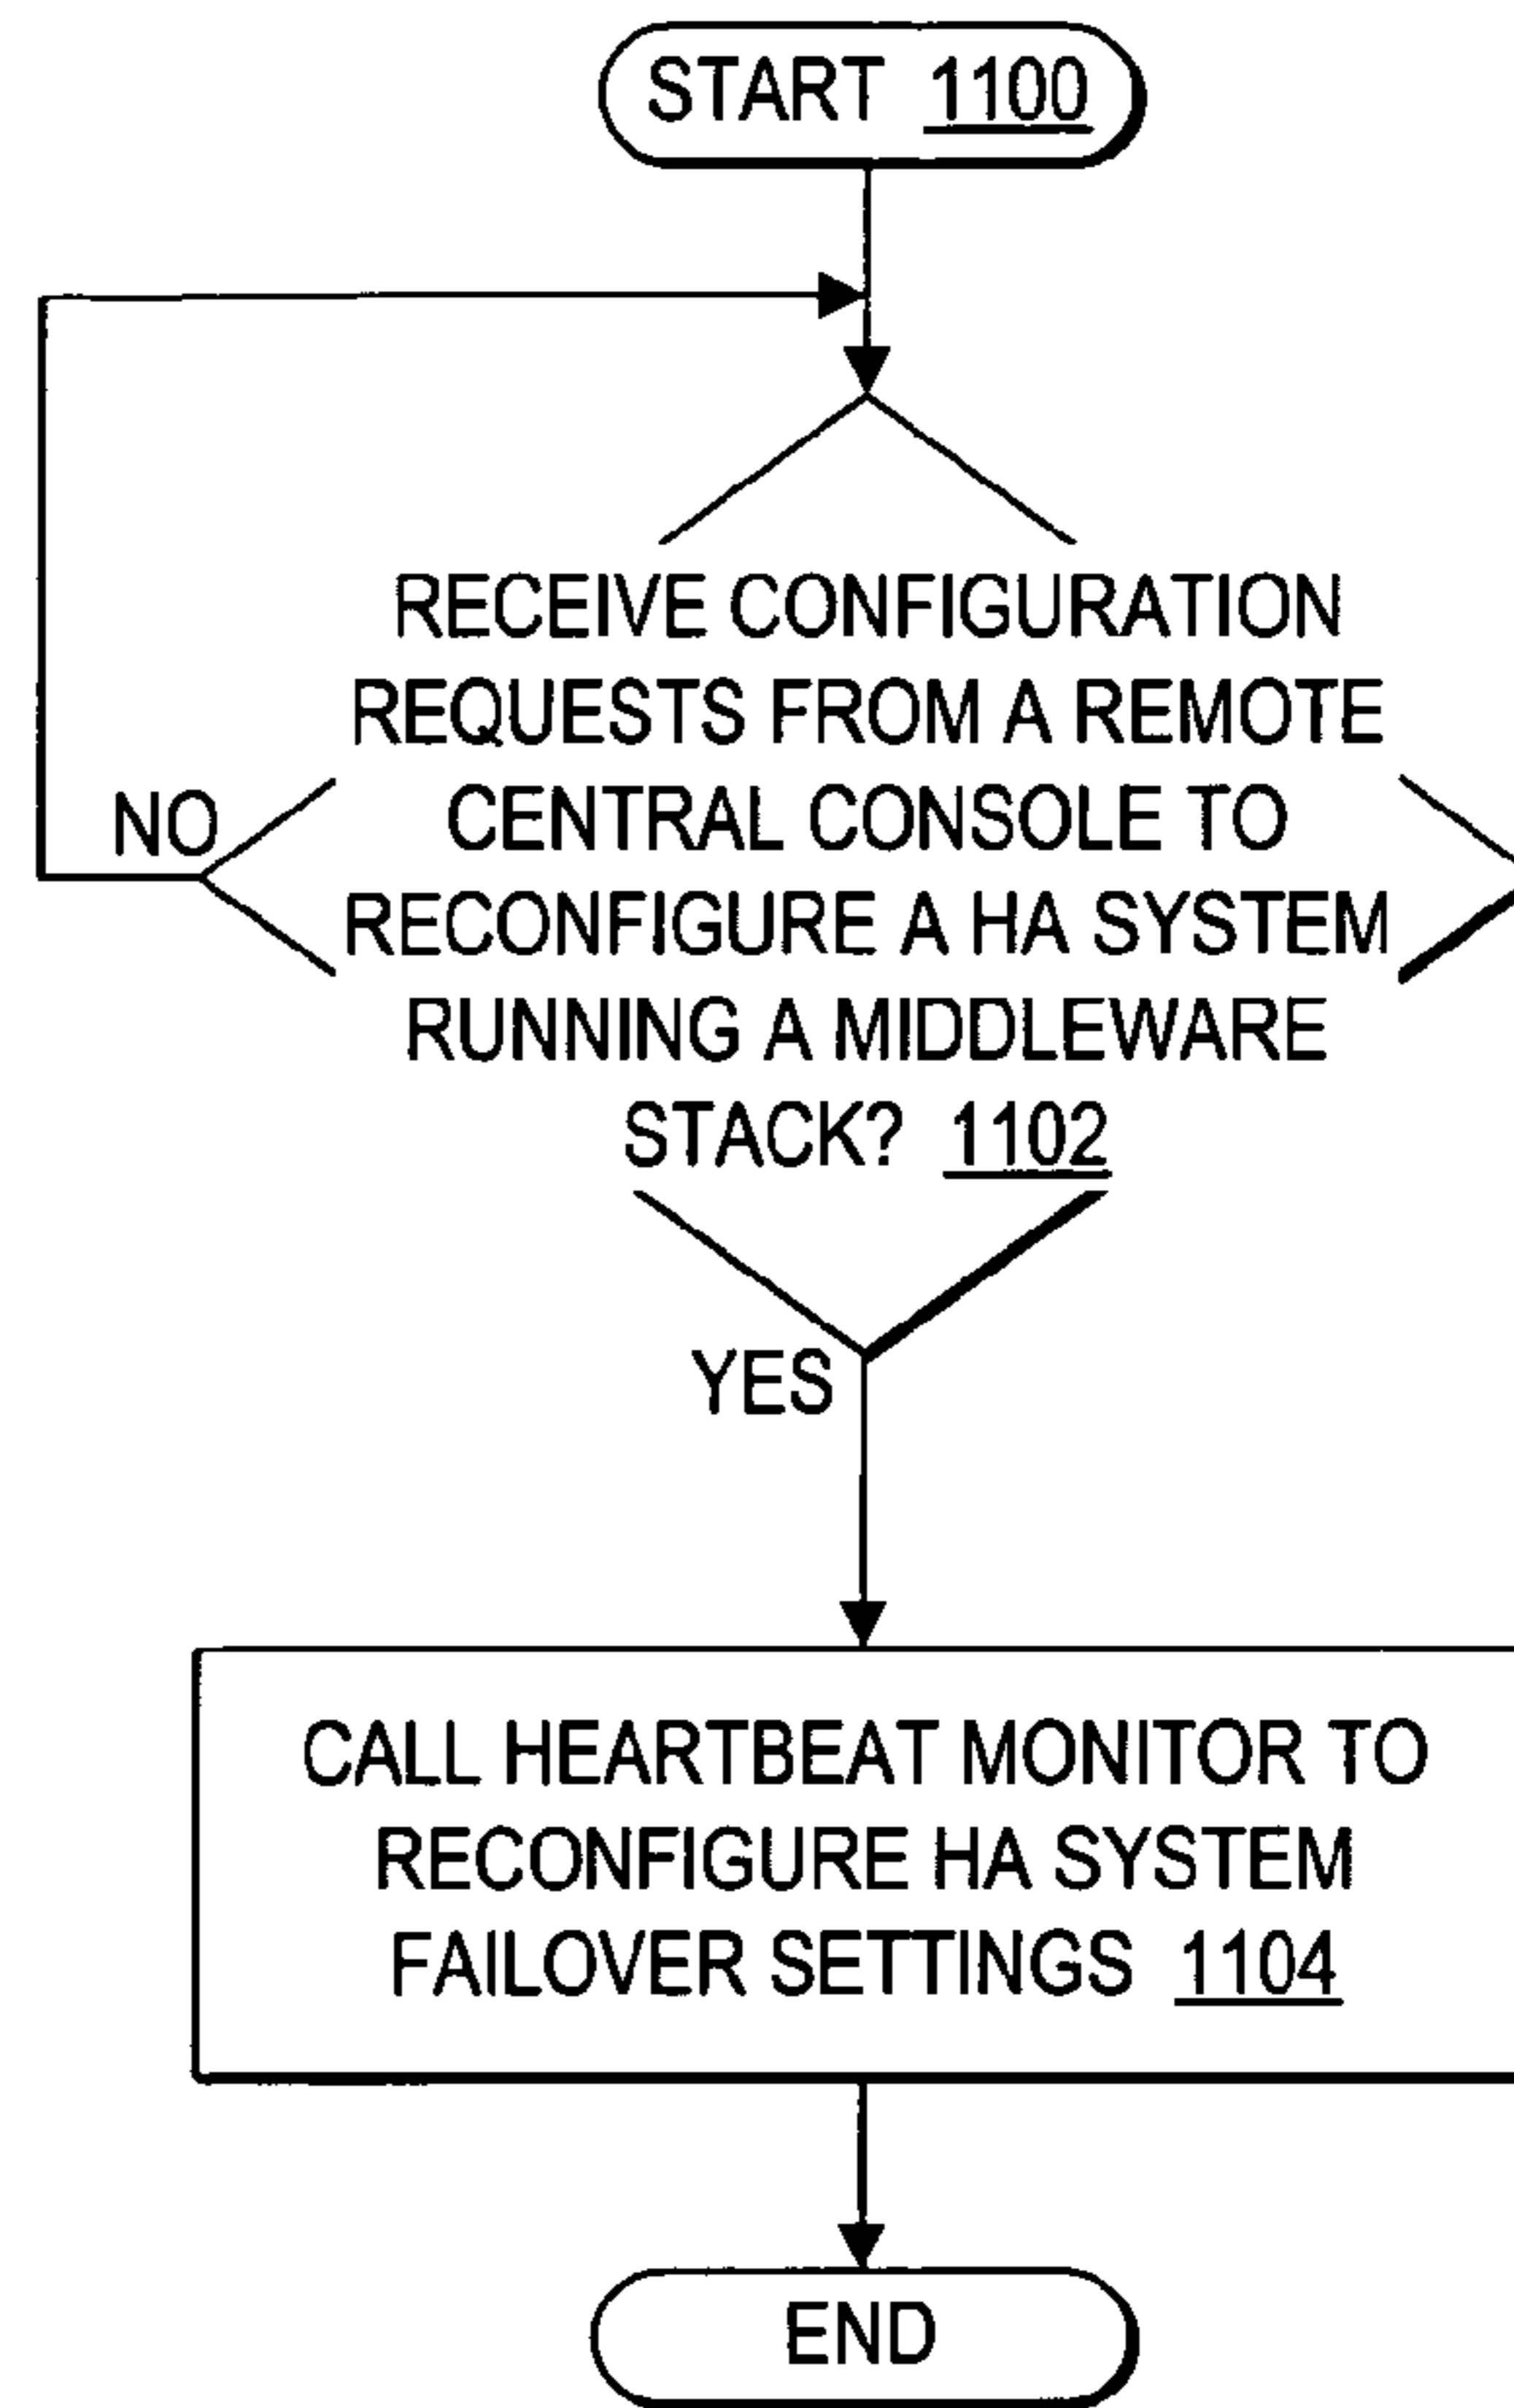 START 1100
RECEIVE CONFIGURATION
REQUESTS FROM A REMOTE
CENTRAL CONSOLE TO
RECONFIGURE A HA SYSTEM
RUNNING A MIDDLEWARE
STACK? 1102
NO
YES
CALL HEARTBEAT MONITOR TO
RECONFIGURE HA SYSTEM
FAILOVER SETTINGS 1104
END